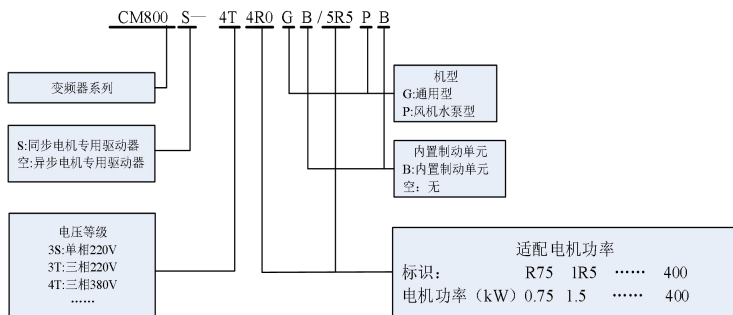 CM800 S— 4T 4R0 G B / 5R5 P B
变频器系列
机型
G:通用型
P:风机水泵型
S:同步电机专用驱动器
空:异步电机专用驱动器
内置制动单元
B:内置制动单元
空：无
电压等级
3S:单相220V
3T:三相220V
4T:三相380V
……
适配电机功率
标识： R75 1R5 …… 400
电机功率（kW）0.75 1.5 …… 400